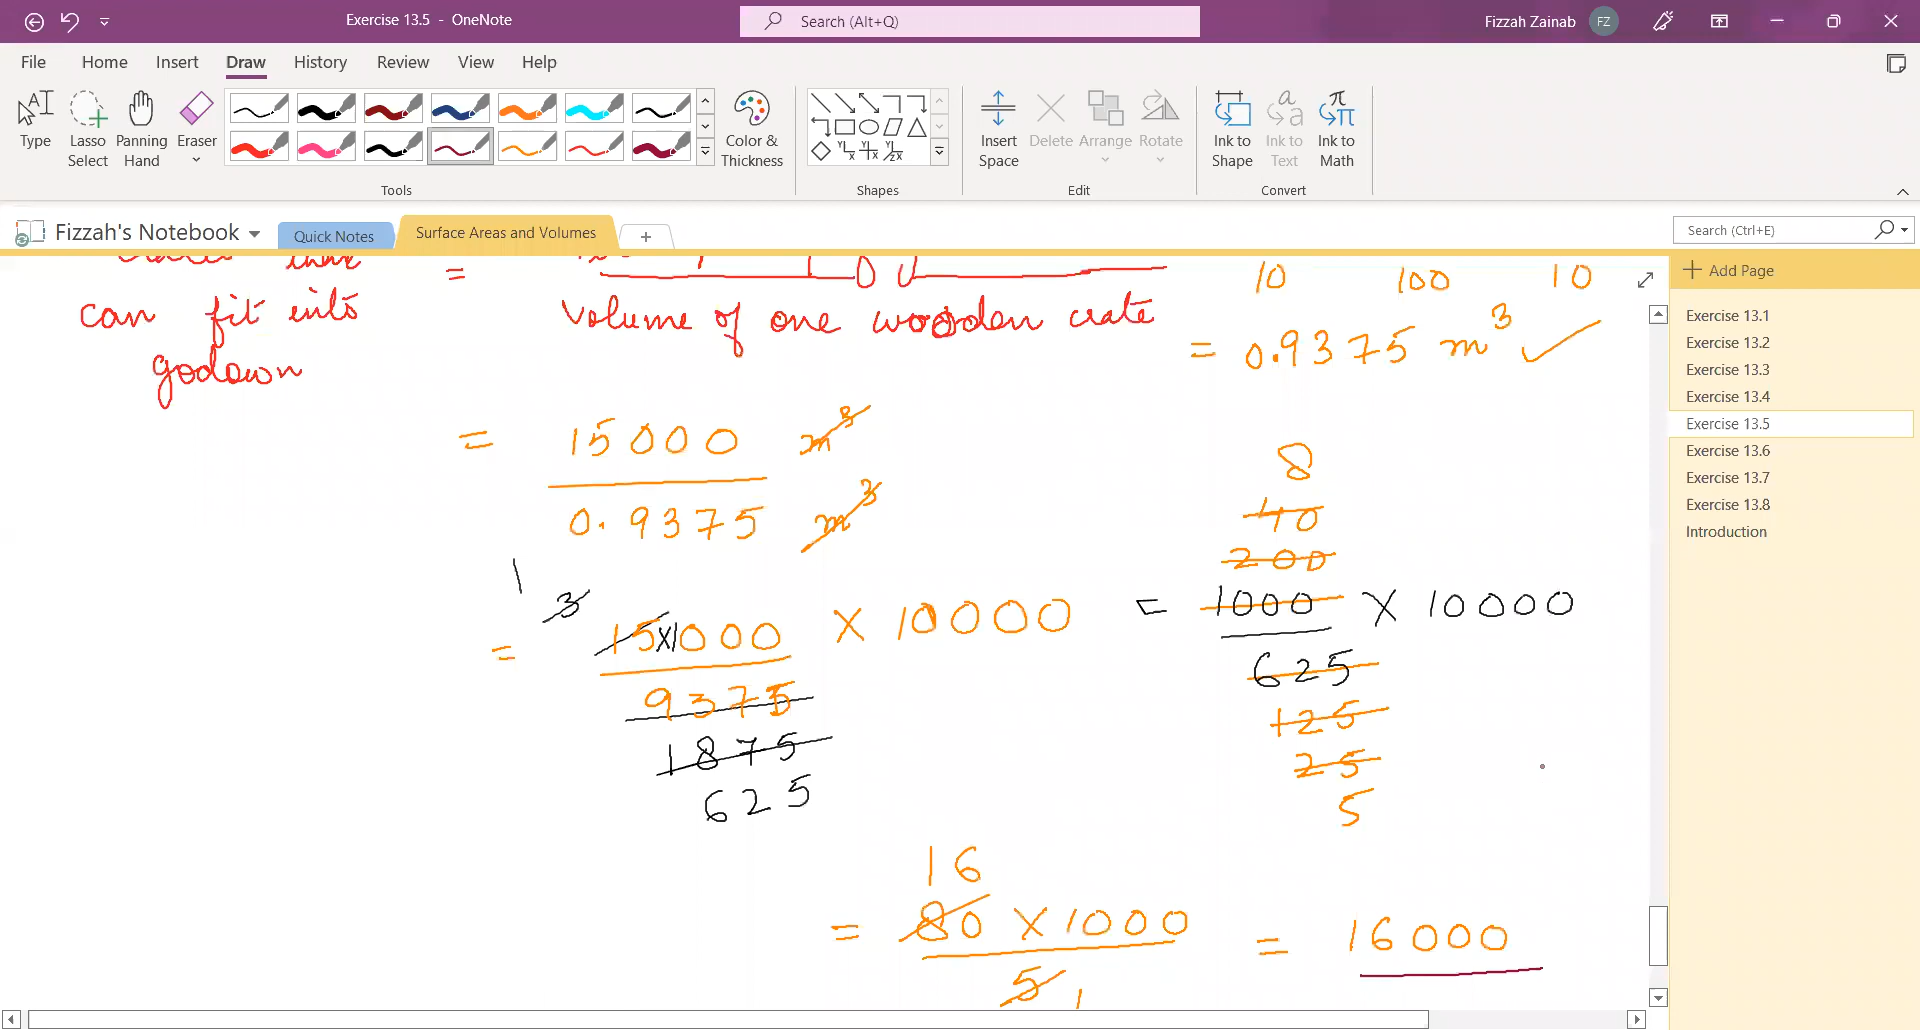 Exercise 13.5 - OneNote
Search (Alt+Q)
Fizzah Zainab
FZ
File Home Insert Draw History Review View Help
Type
Lasso Select
Panning Hand
Eraser
Color & Thickness
Insert Space
Delete
Arrange
Rotate
Ink to Shape
Ink to Text
Ink to Math
Tools
Shapes
Edit
Convert
Fizzah's Notebook
Quick Notes
Surface Areas and Volumes
Search (Ctrl+E)
Add Page
Exercise 13.1
Exercise 13.2
Exercise 13.3
Exercise 13.4
Exercise 13.5
Exercise 13.6
Exercise 13.7
Exercise 13.8
Introduction
=
10 100 10
can fit into
volume of one wooden crate
= 0.9375 m³ ✓
godown
= 15000 m³
0.9375 m³
8
40
200
1 3
= 15×1000 × 10000
9375
1875
625
= 1000 × 10000
625
125
25
5
16
= 80 × 1000
5 1
= 16000